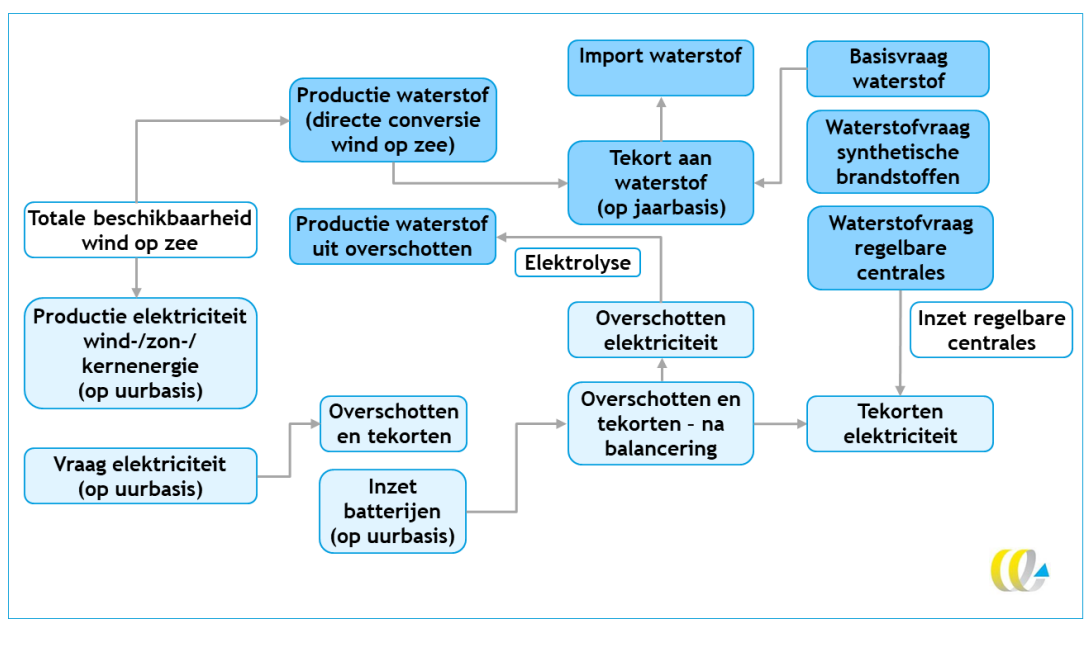 Import waterstof
Basisvraag
waterstof
Productie waterstof
(directe conversie
wind op zee)
Waterstofvraag
synthetische
brandstoffen
Tekort aan
waterstof
(op jaarbasis)
Totale beschikbaarheid
wind op zee
Productie waterstof
uit overschotten
Waterstofvraag
regelbare
centrales
Elektrolyse
Productie elektriciteit
wind-/zon-/
kernenergie
(op uurbasis)
Overschotten
elektriciteit
Inzet regelbare
centrales
Overschotten
en tekorten
Overschotten en
tekorten – na
balancering
Tekorten
elektriciteit
Vraag elektriciteit
(op uurbasis)
Inzet
batterijen
(op uurbasis)